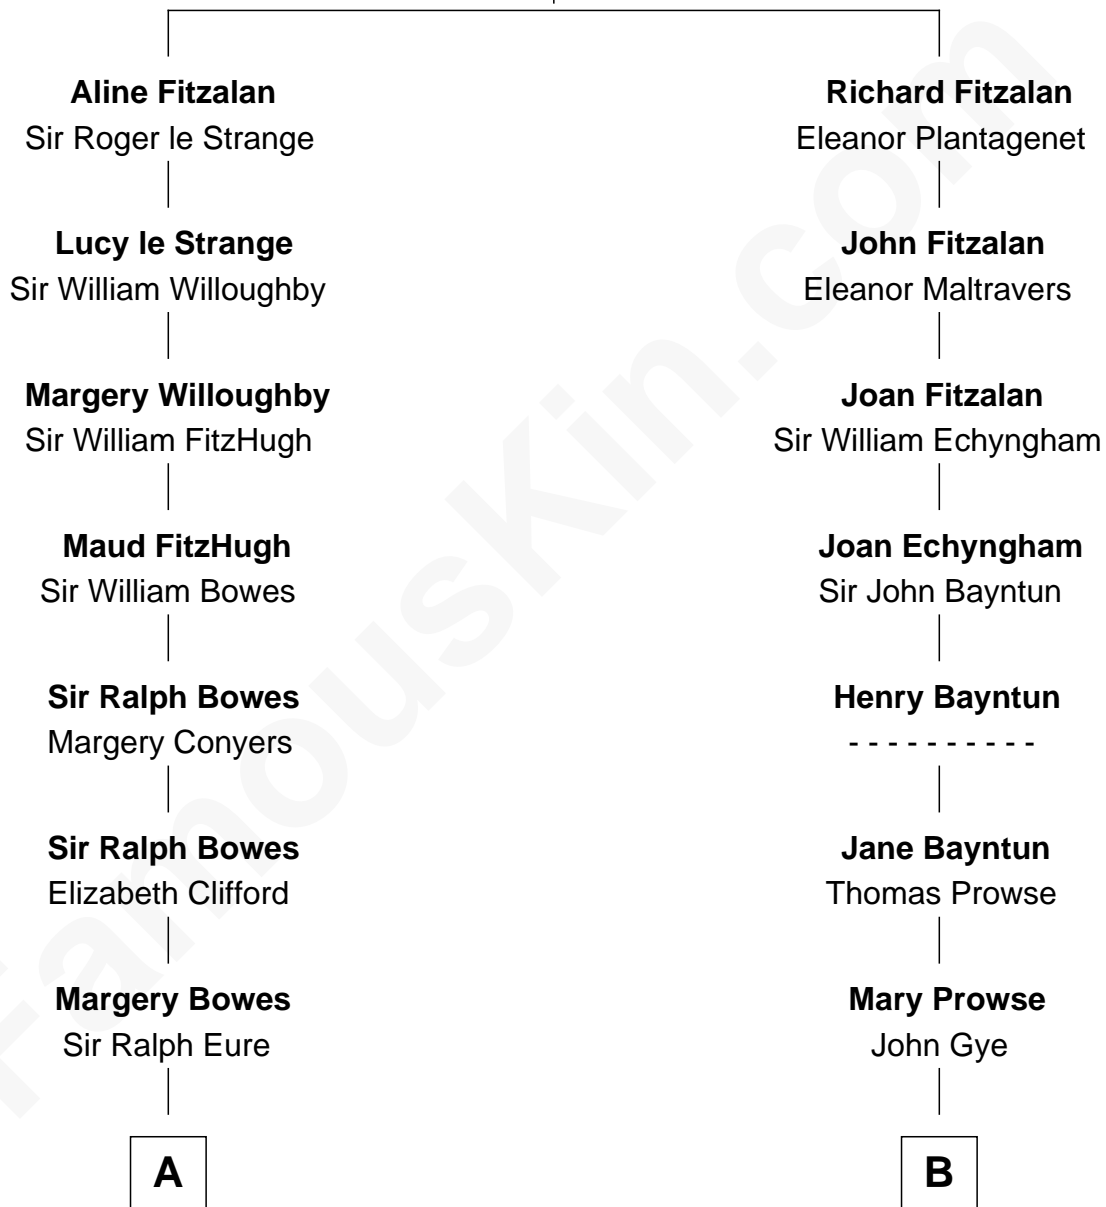 Aline Fitzalan
Sir Roger le Strange
Lucy le Strange
Sir William Willoughby
Margery Willoughby
Sir William FitzHugh
Maud FitzHugh
Sir William Bowes
Sir Ralph Bowes
Margery Conyers
Sir Ralph Bowes
Elizabeth Clifford
Margery Bowes
Sir Ralph Eure
A
Richard Fitzalan
Eleanor Plantagenet
John Fitzalan
Eleanor Maltravers
Joan Fitzalan
Sir William Echyngham
Joan Echyngham
Sir John Bayntun
Henry Bayntun
- - - - - - - - - -
Jane Bayntun
Thomas Prowse
Mary Prowse
John Gye
B
FamousKin.com